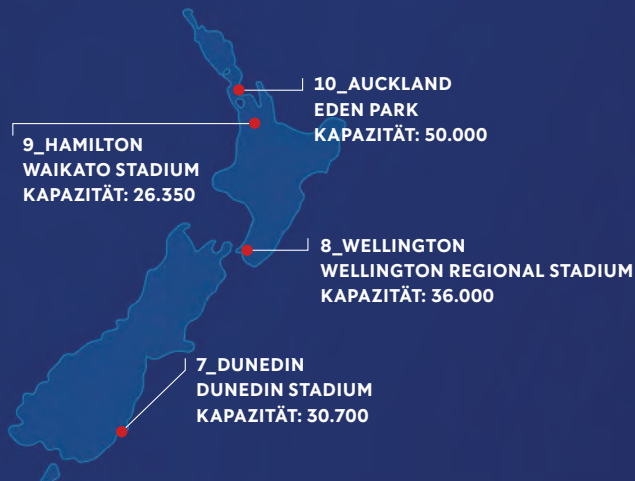 10_AUCKLAND
EDEN PARK
KAPAZITÄT: 50.000
9_HAMILTON
WAIKATO STADIUM
KAPAZITÄT: 26.350
8_WELLINGTON
WELLINGTON REGIONAL STADIUM
KAPAZITÄT: 36.000
7_DUNEDIN
DUNEDIN STADIUM
KAPAZITÄT: 30.700